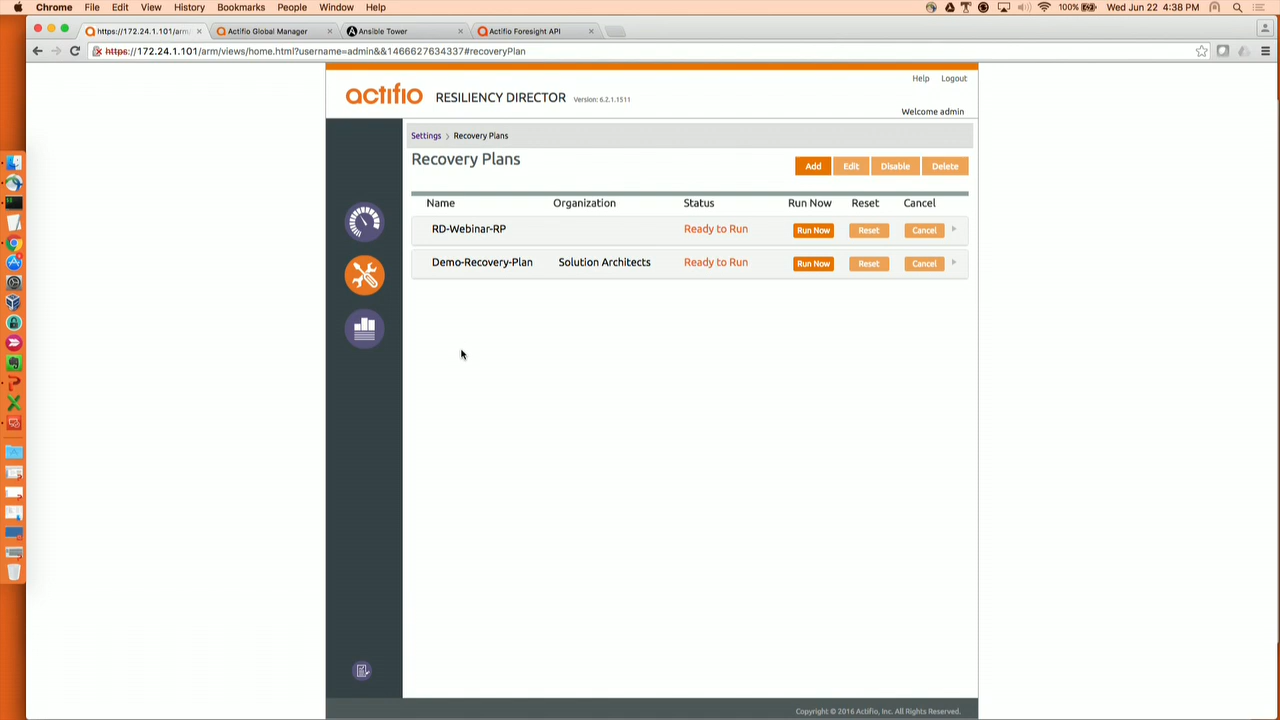 Chrome File Edit View History Bookmarks People Window Help 100% Wed Jun 22 4:38 PM
https://172.24.1.101/arm Actifio Global Manager Ansible Tower Actifio Foresight API
https://172.24.1.101/arm/views/home.html?username=admin&&1466627634337#recoveryPlan
Help Logout
actifio RESILIENCY DIRECTOR Version: 6.2.1.1511
Welcome admin
Settings > Recovery Plans
Recovery Plans Add Edit Disable Delete
Name Organization Status Run Now Reset Cancel
RD-Webinar-RP Ready to Run Run Now Reset Cancel
Demo-Recovery-Plan Solution Architects Ready to Run Run Now Reset Cancel
Copyright © 2016 Actifio, Inc. All Rights Reserved.